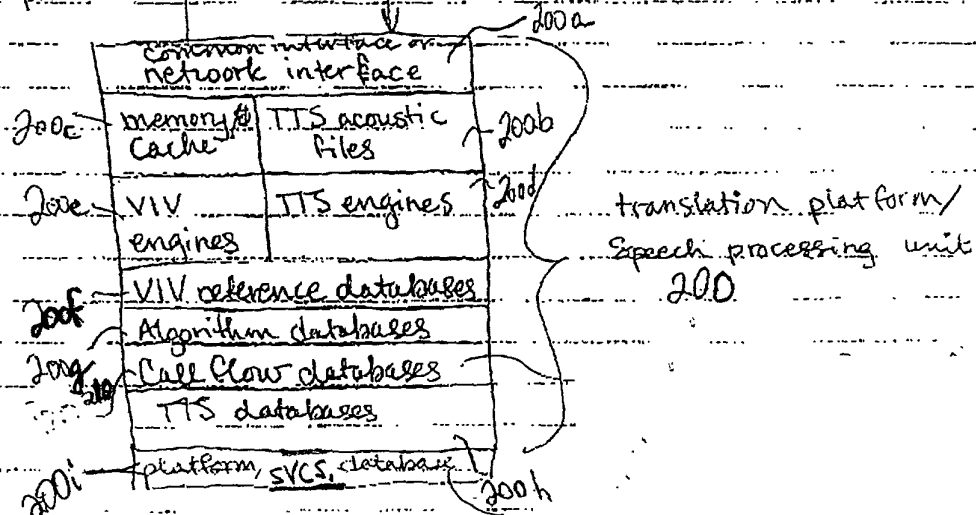 200a
common interface or
network interface
200c
memory &
cache
TTS acoustic
files
200b
200e
VIV
engines
TTS engines
200d
translation platform/
speech processing unit
200
VIV reference databases
200f
Algorithm databases
200g
Call flow databases
TTS databases
200i
platform, SVCS, database
200h